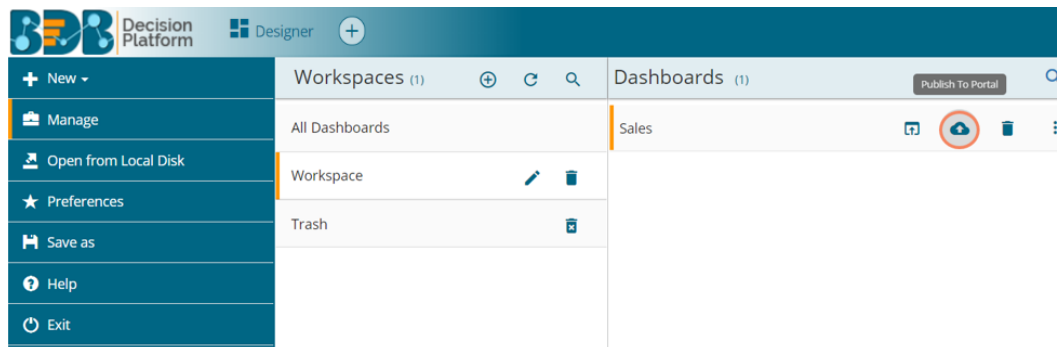 BDB Decision Platform
Designer
New
Manage
Open from Local Disk
Preferences
Save as
Help
Exit
Workspaces (1)
All Dashboards
Workspace
Trash
Dashboards (1)
Publish To Portal
Sales